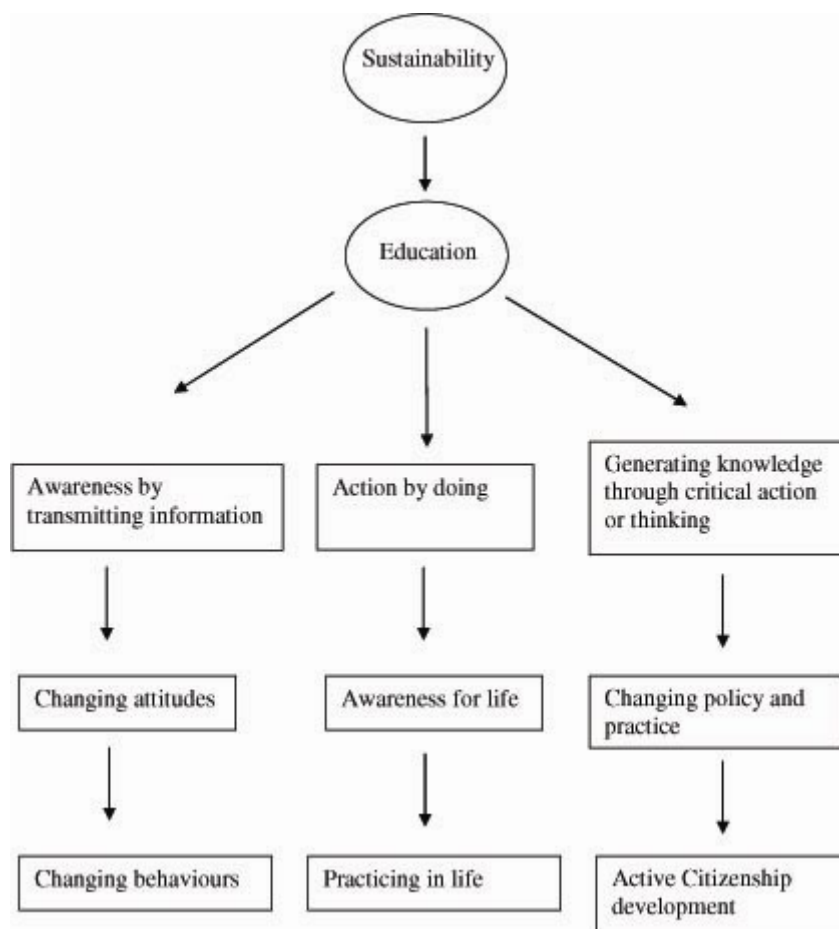 Sustainability
Education
Awareness by
transmitting information
Action by doing
Generating knowledge
through critical action
or thinking
Changing attitudes
Awareness for life
Changing policy and
practice
Changing behaviours
Practicing in life
Active Citizenship
development